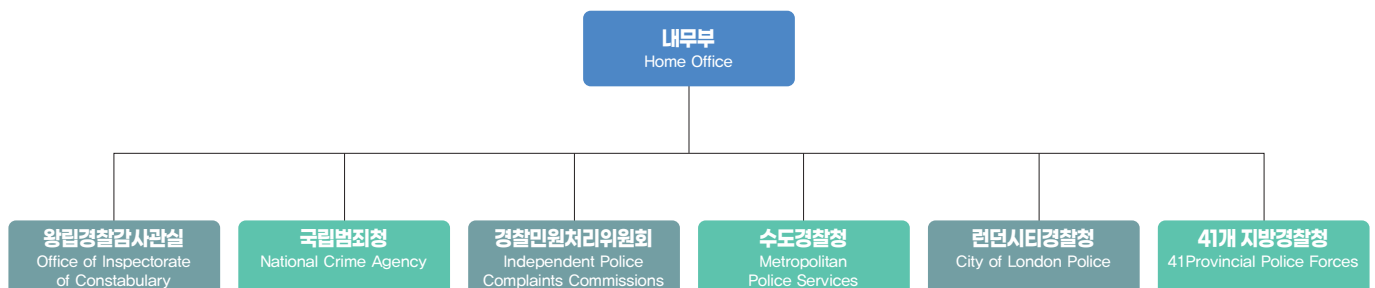 내무부
Home Office
왕립경찰감사관실
Office of Inspectorate
of Constabulary
국립범죄청
National Crime Agency
경찰민원처리위원회
Independent Police
Complaints Commissions
수도경찰청
Metropolitan
Police Services
런던시티경찰청
City of London Police
41개 지방경찰청
41Provincial Police Forces